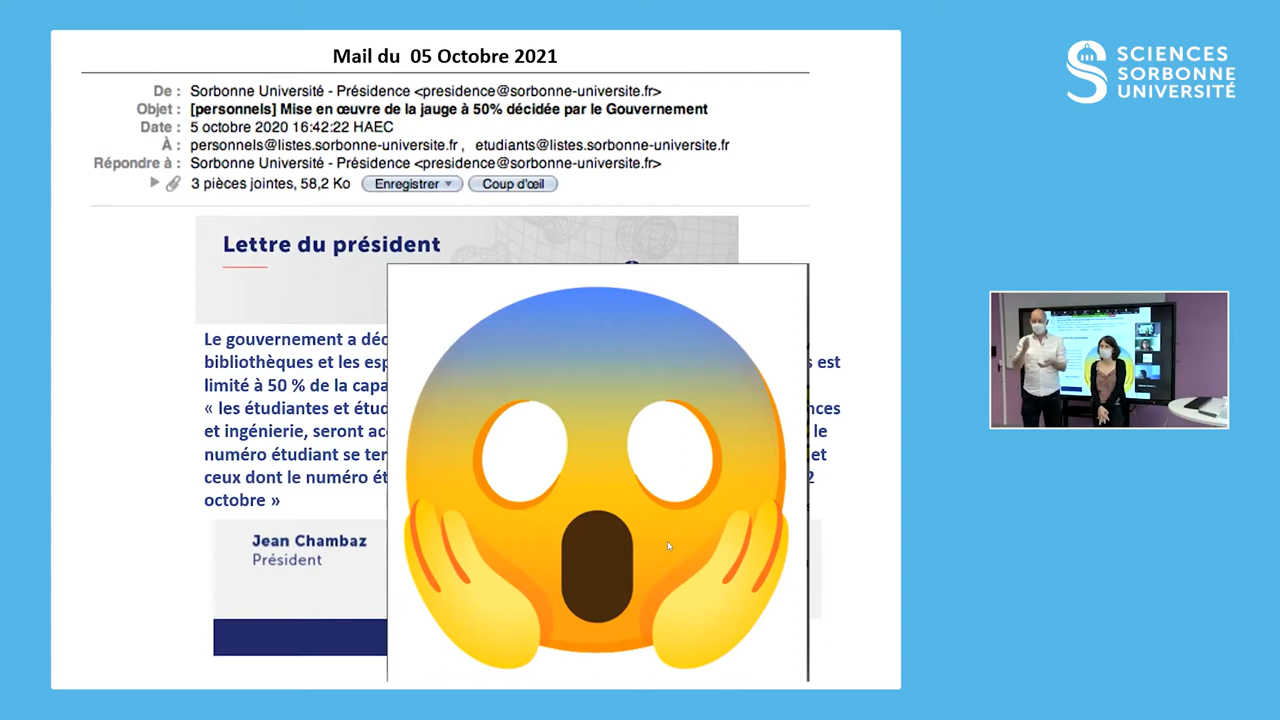 Mail du 05 Octobre 2021
SCIENCES
SORBONNE
UNIVERSITÉ
De : Sorbonne Université - Présidence <presidence@sorbonne-universite.fr>
Objet : [personnels] Mise en œuvre de la jauge à 50% décidée par le Gouvernement
Date : 5 octobre 2020 16:42:22 HAEC
À : personnels@listes.sorbonne-universite.fr , etudiants@listes.sorbonne-universite.fr
Répondre à : Sorbonne Université - Présidence <presidence@sorbonne-universite.fr>
3 pièces jointes, 58,2 Ko Enregistrer Coup d'œil
Lettre du président
Le gouvernement a déc
bibliothèques et les esp s est
limité à 50 % de la capa
« les étudiantes et étud nces
et ingénierie, seront acc le
numéro étudiant se ter et
ceux dont le numéro ét 2
octobre »
Jean Chambaz
Président